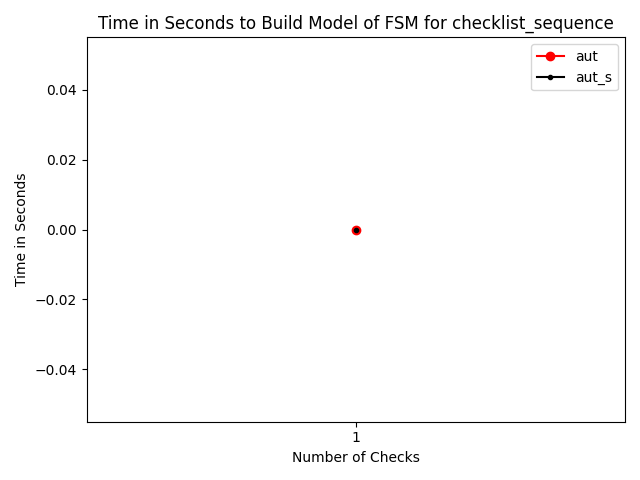 Time in Seconds to Build Model of FSM for checklist_sequence
aut
aut_s
0.04
0.02
0.00
−0.02
−0.04
Time in Seconds
1
Number of Checks